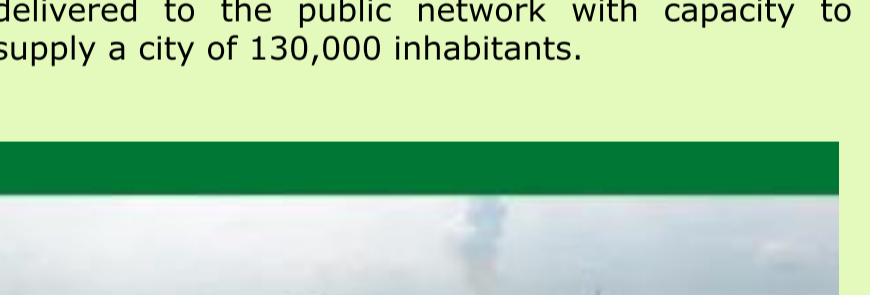 delivered to the public network with capacity to
supply a city of 130,000 inhabitants.